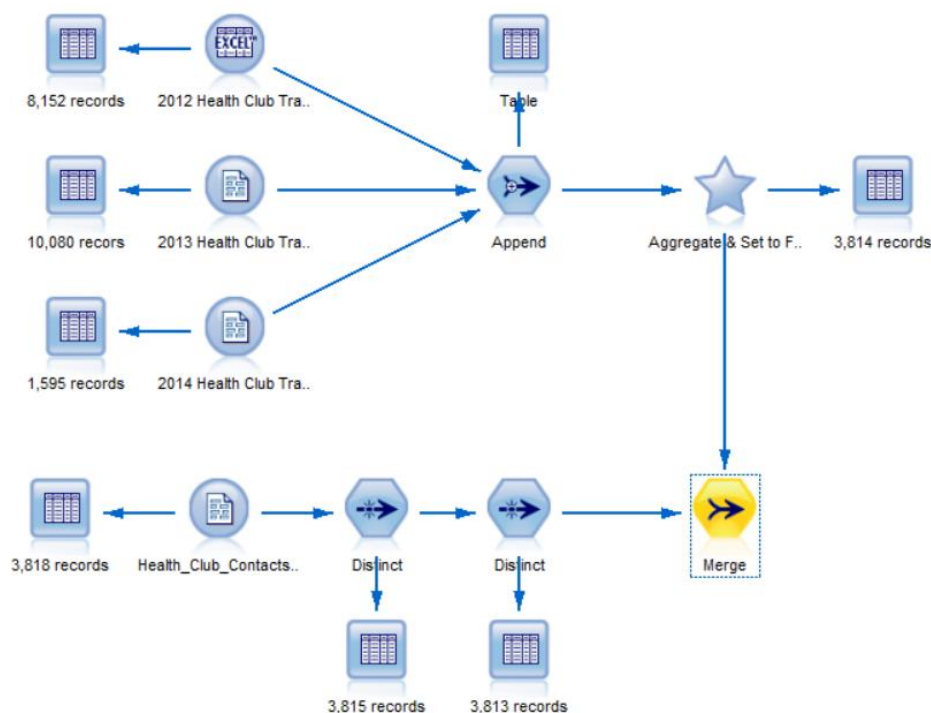 EXCEL
8,152 records
2012 Health Club Tra..
Table
10,080 recors
2013 Health Club Tra..
Append
Aggregate & Set to F..
3,814 records
1,595 records
2014 Health Club Tra..
3,818 records
Health_Club_Contacts..
Distinct
Distinct
Merge
3,815 records
3,813 records